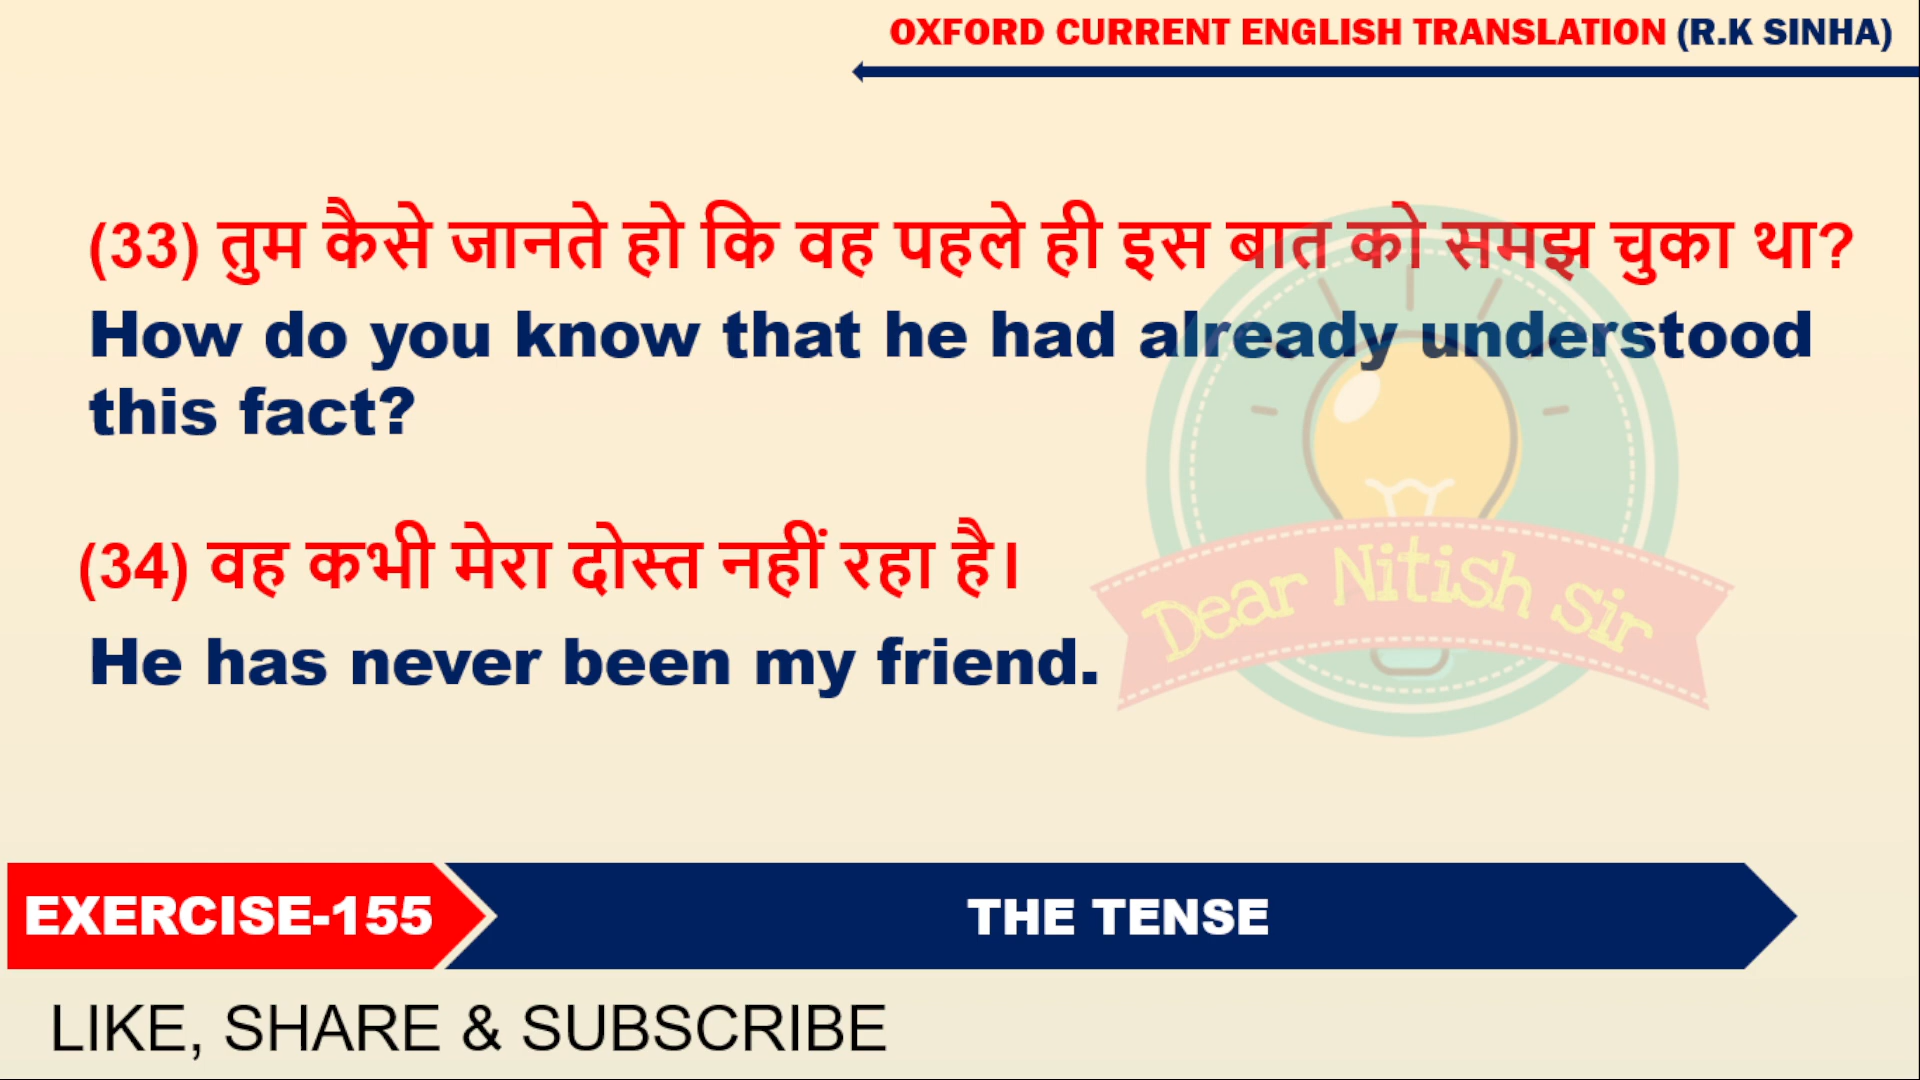 OXFORD CURRENT ENGLISH TRANSLATION (R.K SINHA)
(33) तुम कैसे जानते हो कि वह पहले ही इस बात को समझ चुका था?
How do you know that he had already understood
this fact?
(34) वह कभी मेरा दोस्त नहीं रहा है।
He has never been my friend.
Dear Nitish Sir
EXERCISE-155
THE TENSE
LIKE, SHARE & SUBSCRIBE